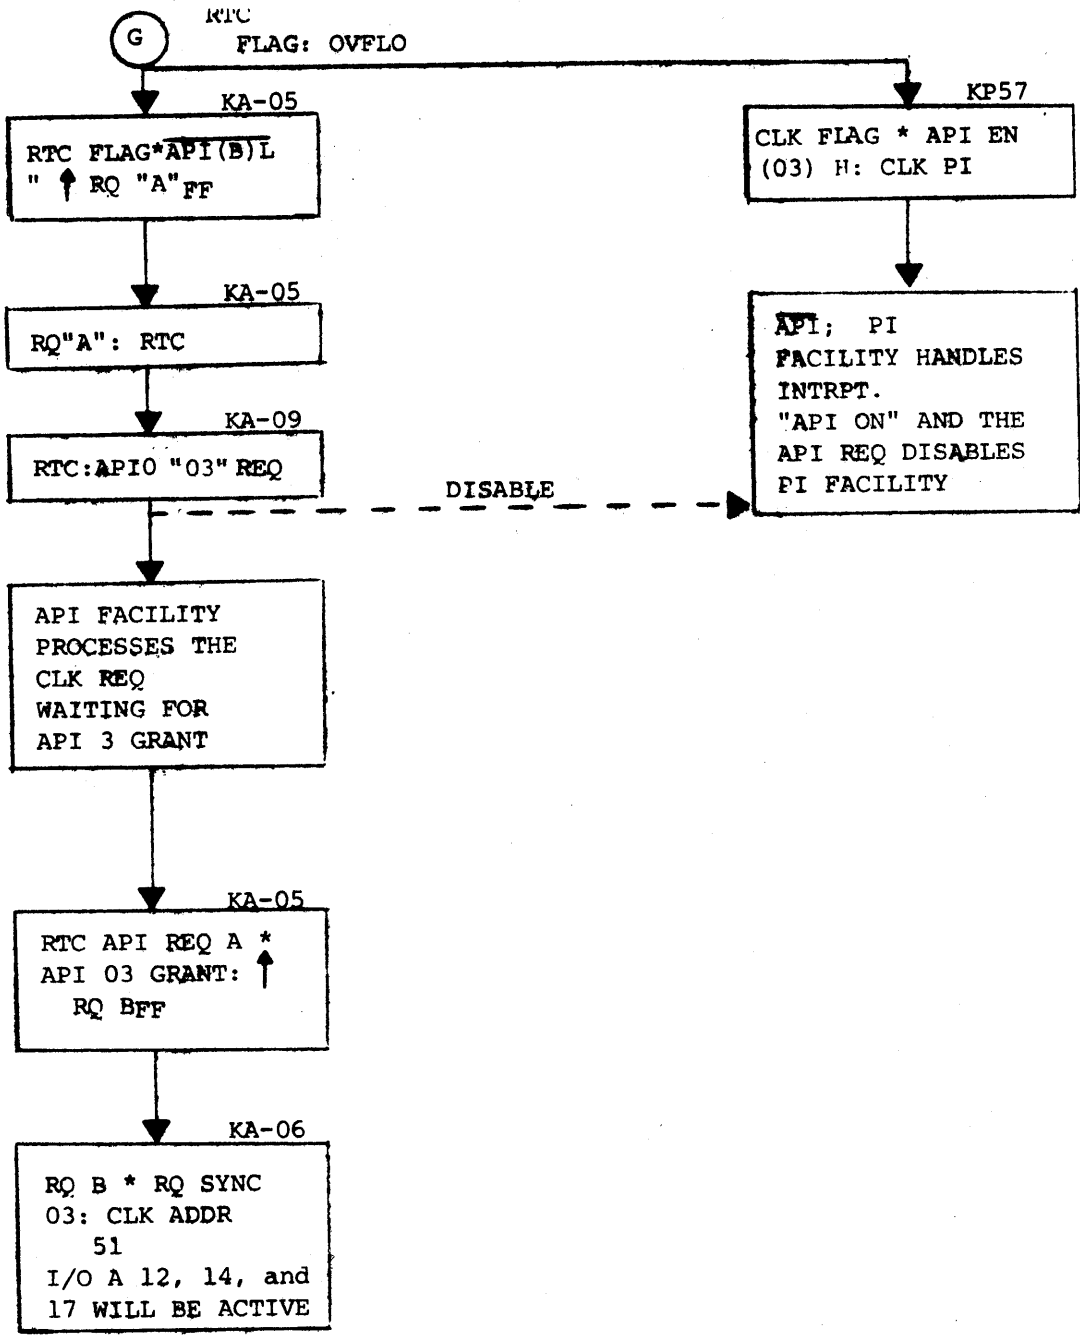 RTC
G
FLAG: OVFLO
KA-05
RTC FLAG*API(B)L
" ↑ RQ "A"FF
KP57
CLK FLAG * API EN
(03) H: CLK PI
KA-05
RQ"A": RTC
API; PI
FACILITY HANDLES
INTRPT.
"API ON" AND THE
API REQ DISABLES
PI FACILITY
KA-09
RTC:API0 "03" REQ
DISABLE
API FACILITY
PROCESSES THE
CLK REQ
WAITING FOR
API 3 GRANT
KA-05
RTC API REQ A *
API 03 GRANT: ↑
RQ BFF
KA-06
RQ B * RQ SYNC
03: CLK ADDR
51
I/O A 12, 14, and
17 WILL BE ACTIVE